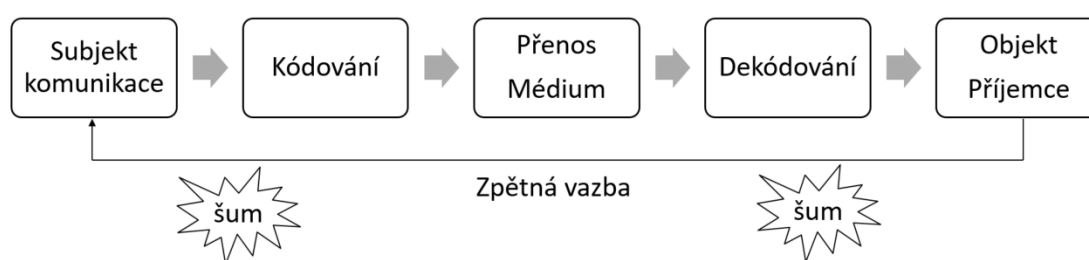 Subjekt
komunikace
Kódování
Přenos
Médium
Dekódování
Objekt
Příjemce
Zpětná vazba
šum
šum